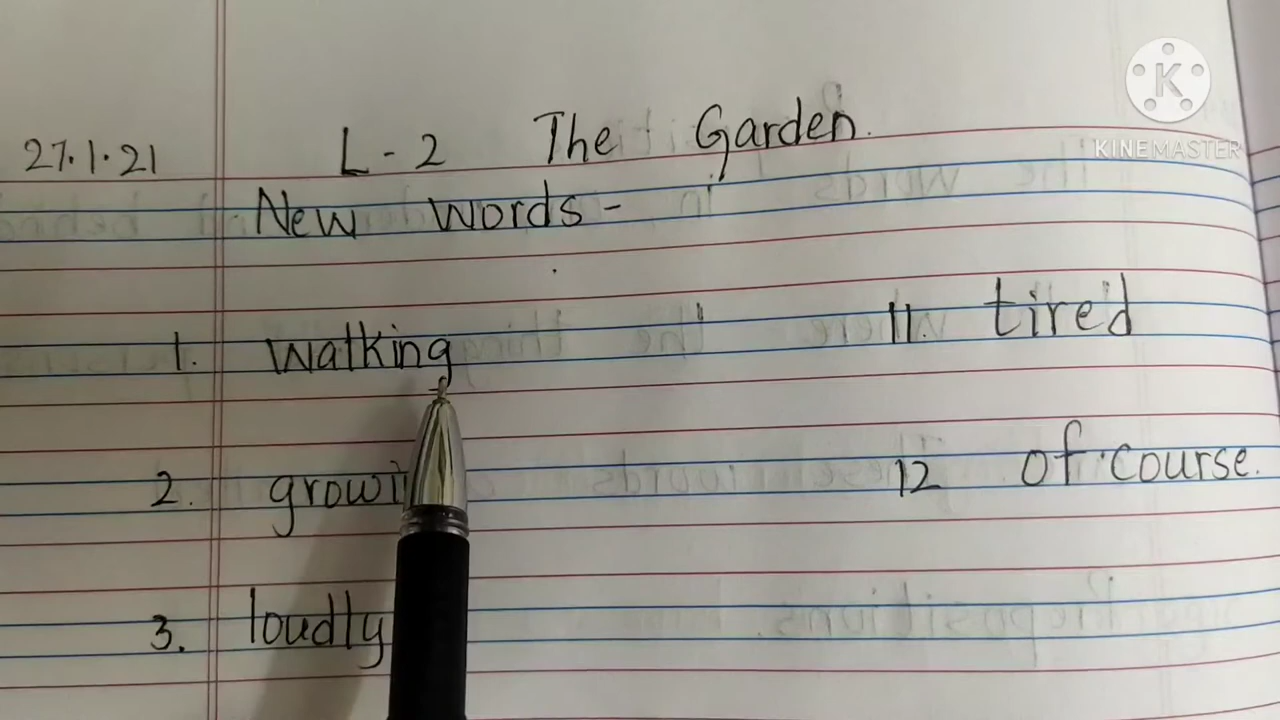 27.1.21 L-2 The Garden.
New words-
1. walking 11. tired
2. 12 of course.
3. loudly
KINEMASTER